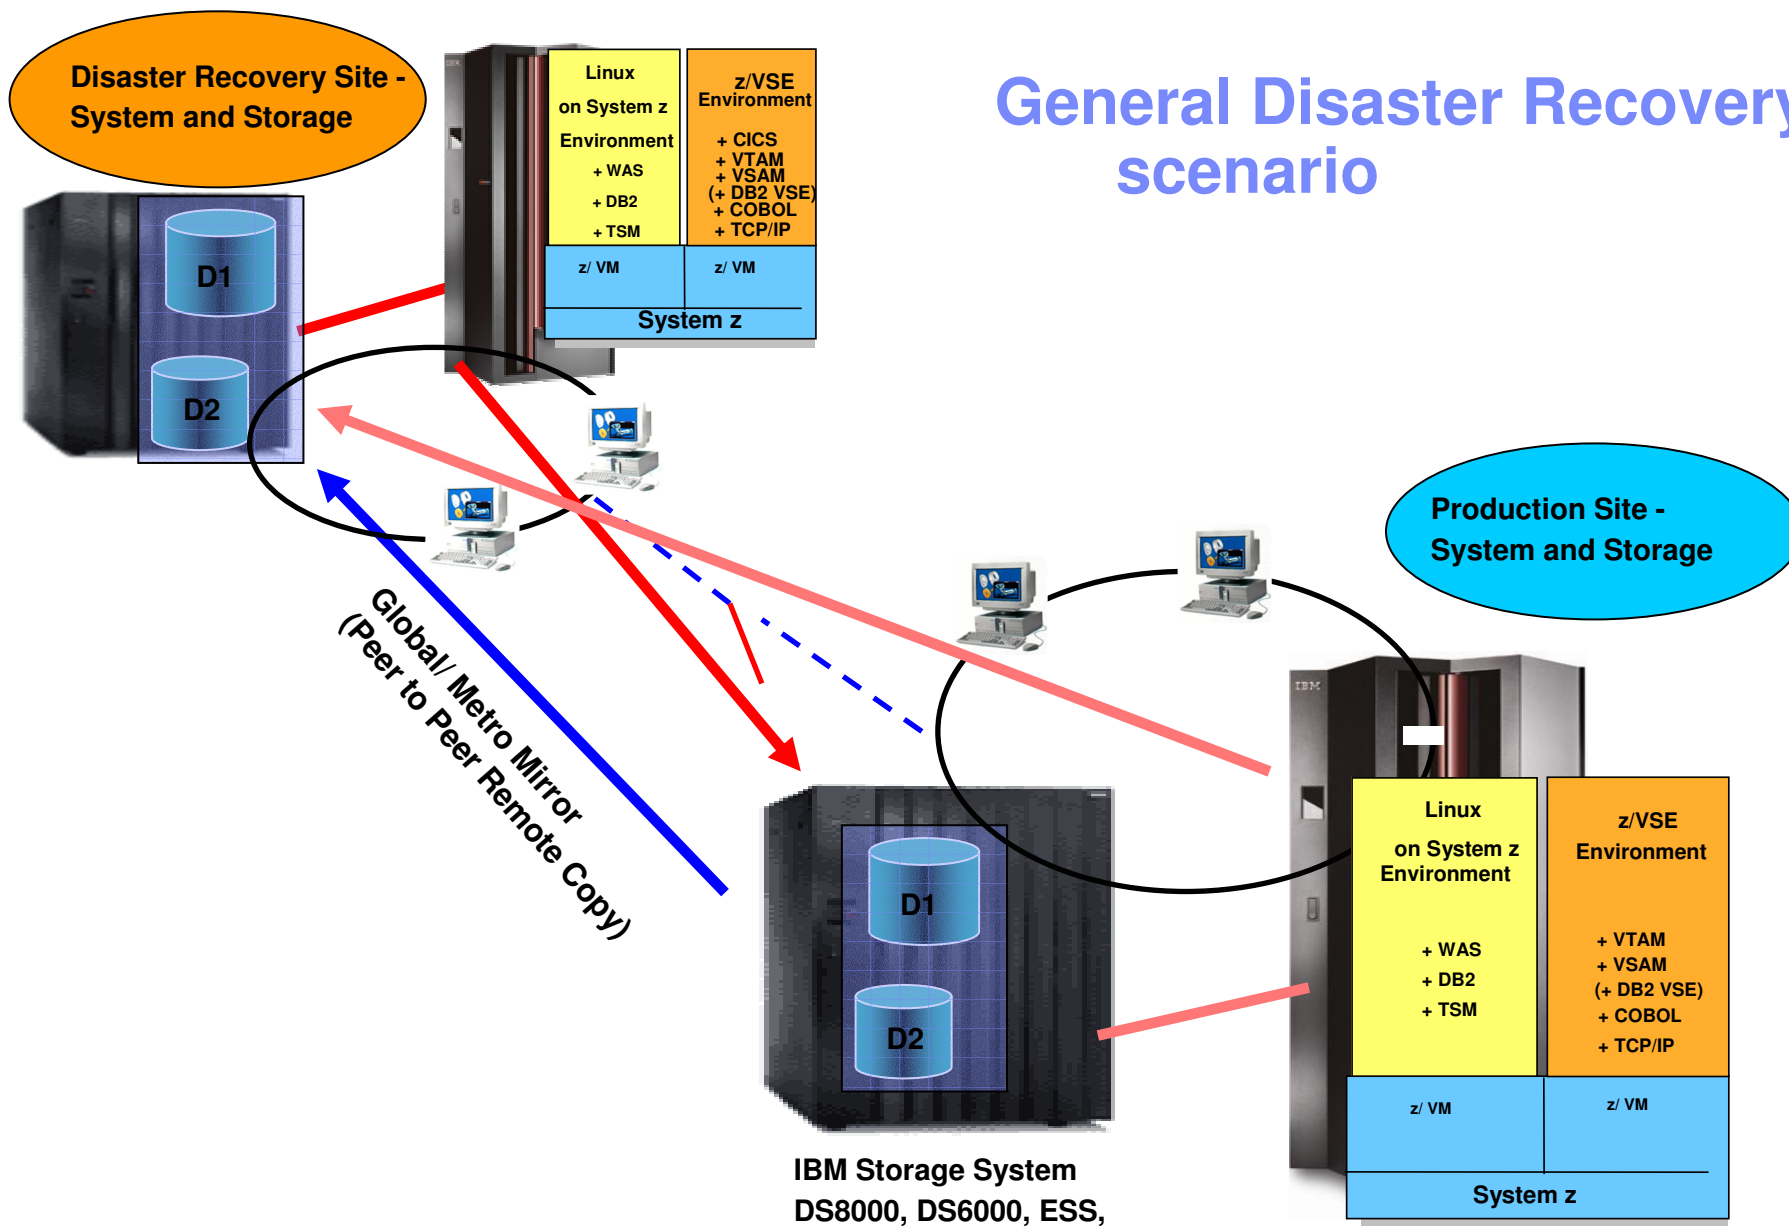 General Disaster Recovery
scenario
Disaster Recovery Site -
System and Storage
D1
D2
IBM
Linux
on System z
Environment
+ WAS
+ DB2
+ TSM
z/VSE
Environment
+ CICS
+ VTAM
+ VSAM
(+ DB2 VSE)
+ COBOL
+ TCP/IP
z/ VM
z/ VM
System z
Global/ Metro Mirror
(Peer to Peer Remote Copy)
Production Site -
System and Storage
D1
D2
IBM Storage System
DS8000, DS6000, ESS,
IBM
Linux
on System z
Environment
+ WAS
+ DB2
+ TSM
z/VSE
Environment
+ VTAM
+ VSAM
(+ DB2 VSE)
+ COBOL
+ TCP/IP
z/ VM
z/ VM
System z